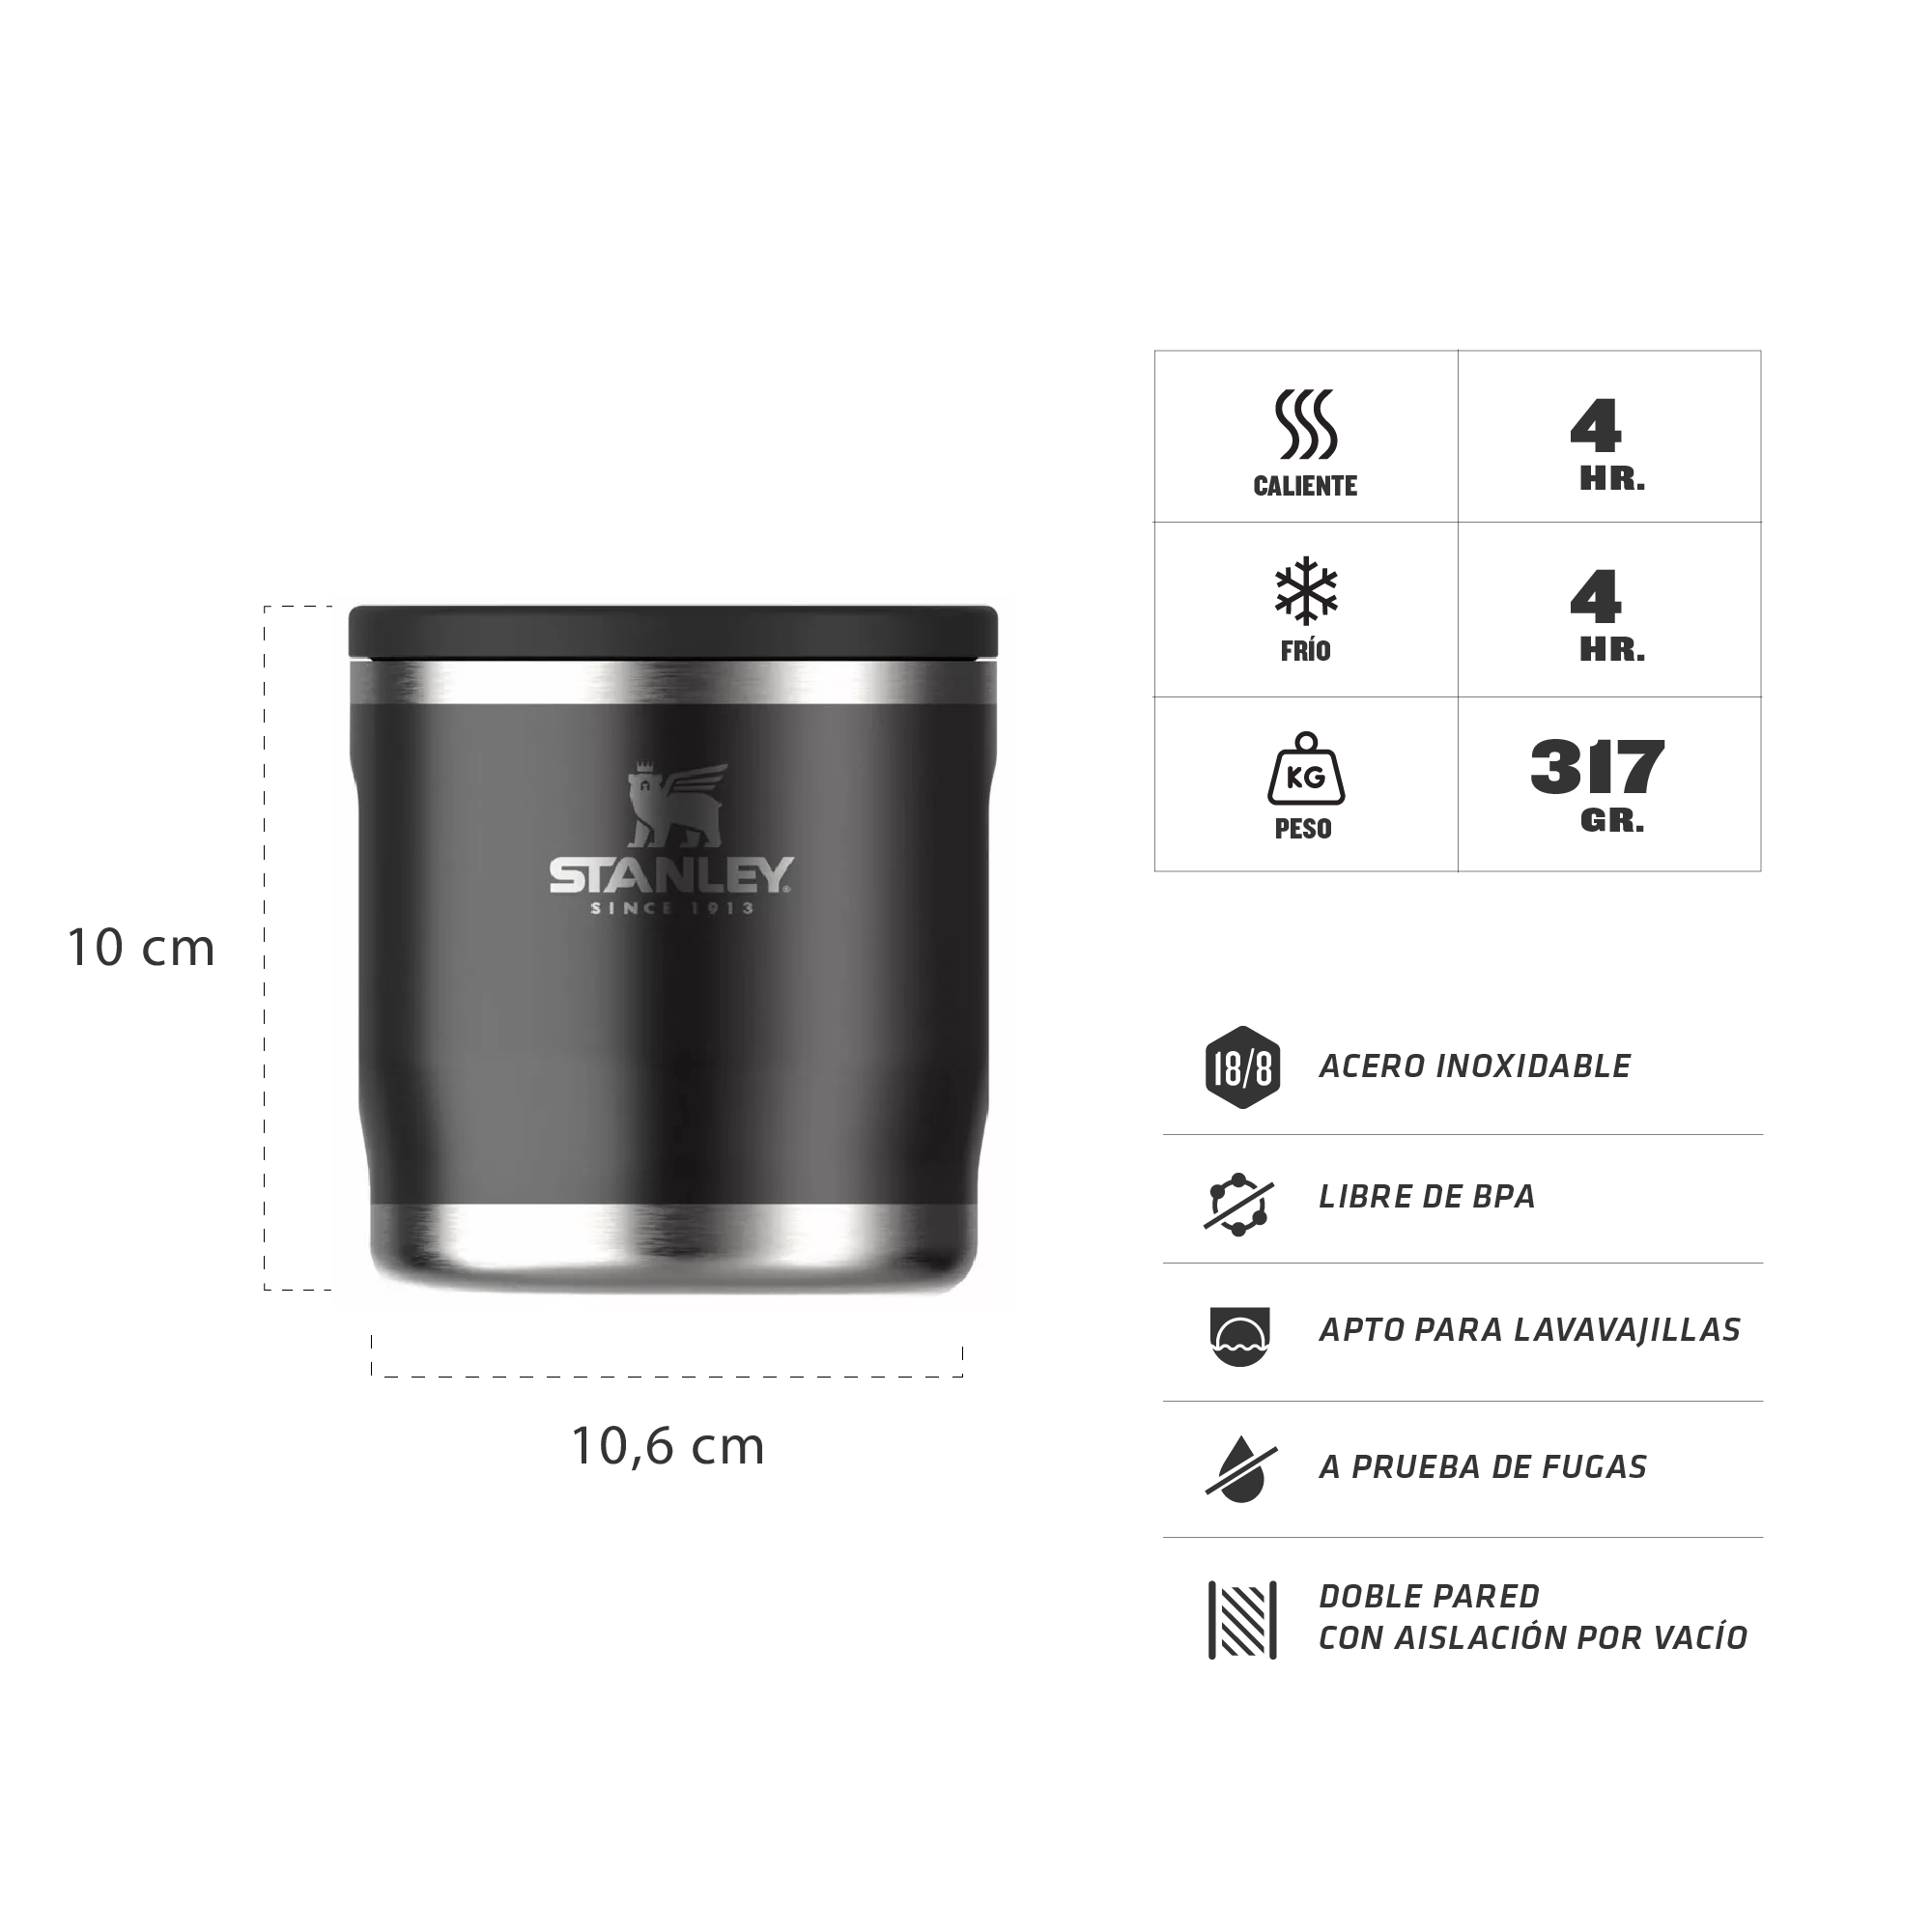 10 cm
STANLEY®
SINCE 1913
10,6 cm
CALIENTE
4
HR.
FRÍO
4
HR.
KG
PESO
317
GR.
18/8
ACERO INOXIDABLE
LIBRE DE BPA
APTO PARA LAVAVAJILLAS
A PRUEBA DE FUGAS
DOBLE PARED
CON AISLACIÓN POR VACÍO